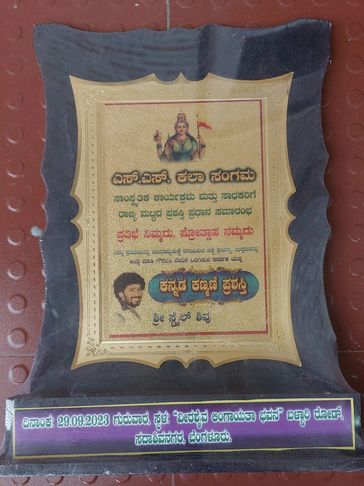 ಎಸ್.ಎಸ್. ಕಲಾ ಸಂಗಮ
ಸಾಂಸ್ಕೃತಿಕ ಕಾರ್ಯಕ್ರಮ ಮತ್ತು ಸಾಧಕರಿಗೆ
ರಾಜ್ಯ ಮಟ್ಟದ ಪ್ರಶಸ್ತಿ ಪ್ರಧಾನ ಸಮಾರಂಭ
ಪ್ರತಿಭೆ ನಿಮ್ಮದು, ಪ್ರೋತ್ಸಾಹ ನಮ್ಮದು
ಕನ್ನಡ ಕಣ್ಮಣಿ ಪ್ರಶಸ್ತಿ
ಶ್ರೀ ಸ್ಟೈಲ್ ಶಿವು
ದಿನಾಂಕ: 29.09.2023 ಗುರುವಾರ, ಸ್ಥಳ: "ವೀರಶೈವ ಲಿಂಗಾಯಿತಾ ಭವನ" ಬಳ್ಳಾರಿ ರೋಡ್,
ಸದಾಶಿವನಗರ, ಬೆಂಗಳೂರು.